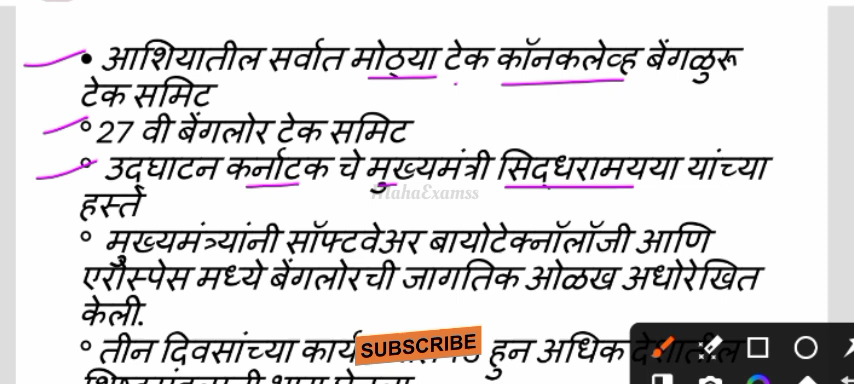 • आशियातील सर्वात मोठ्या टेक कॉनकलेव्ह बेंगळुरू
टेक समिट
° 27 वी बेंगलोर टेक समिट
° उद्घाटन कर्नाटक चे मुख्यमंत्री सिद्धरामयया यांच्या
हस्ते
MahaExamss
° मुख्यमंत्र्यांनी सॉफ्टवेअर बायोटेक्नॉलॉजी आणि
एरोस्पेस मध्ये बेंगलोरची जागतिक ओळख अधोरेखित
केली.
° तीन दिवसांच्या हुन अधिक देशातील
SUBSCRIBE